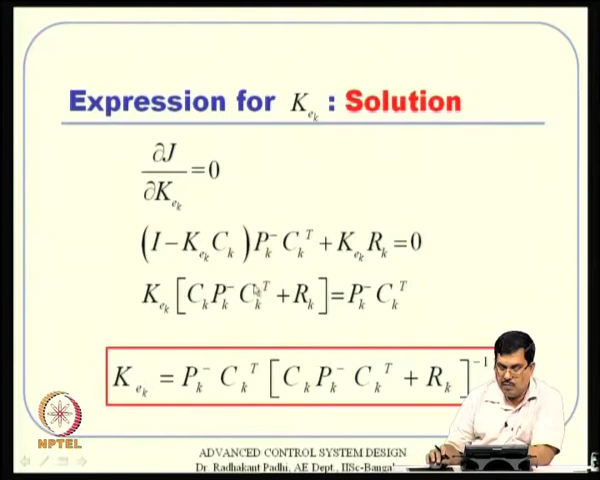 Expression for K_{e_k} : Solution
∂J/∂K_{e_k} = 0
(I − K_{e_k} C_k) P_k^− C_k^T + K_{e_k} R_k = 0
K_{e_k} [C_k P_k^− C_k^T + R_k] = P_k^− C_k^T
K_{e_k} = P_k^− C_k^T [C_k P_k^− C_k^T + R_k]^{−1}
NPTEL
ADVANCED CONTROL SYSTEM DESIGN
Dr. Radhakant Padhi, AE Dept., IISc-Banga